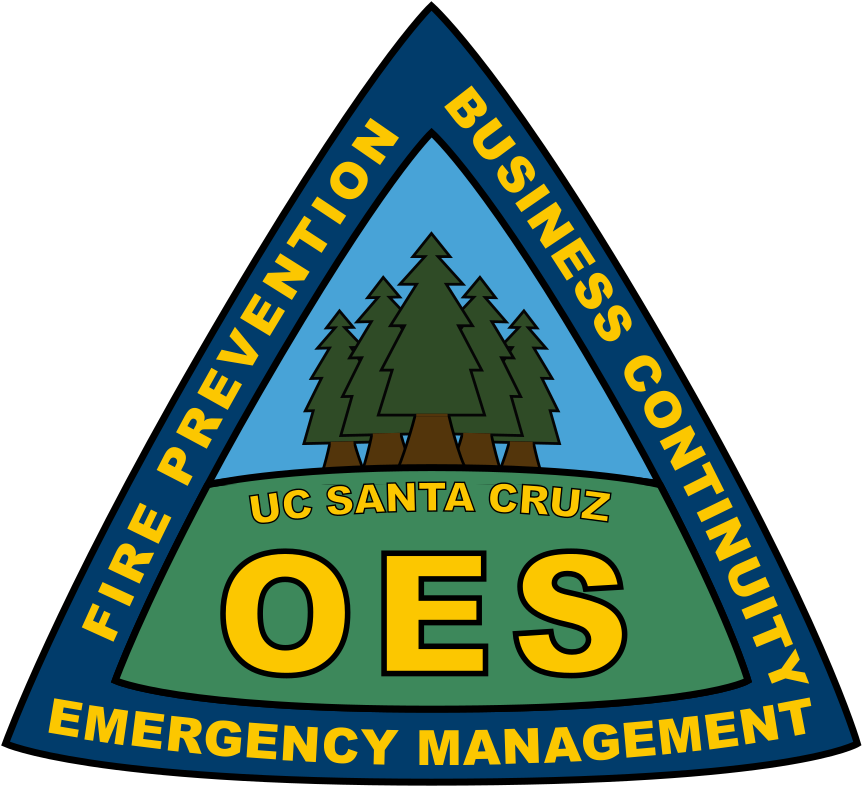 FIRE PREVENTION
BUSINESS CONTINUITY
UC SANTA CRUZ
OES
EMERGENCY MANAGEMENT